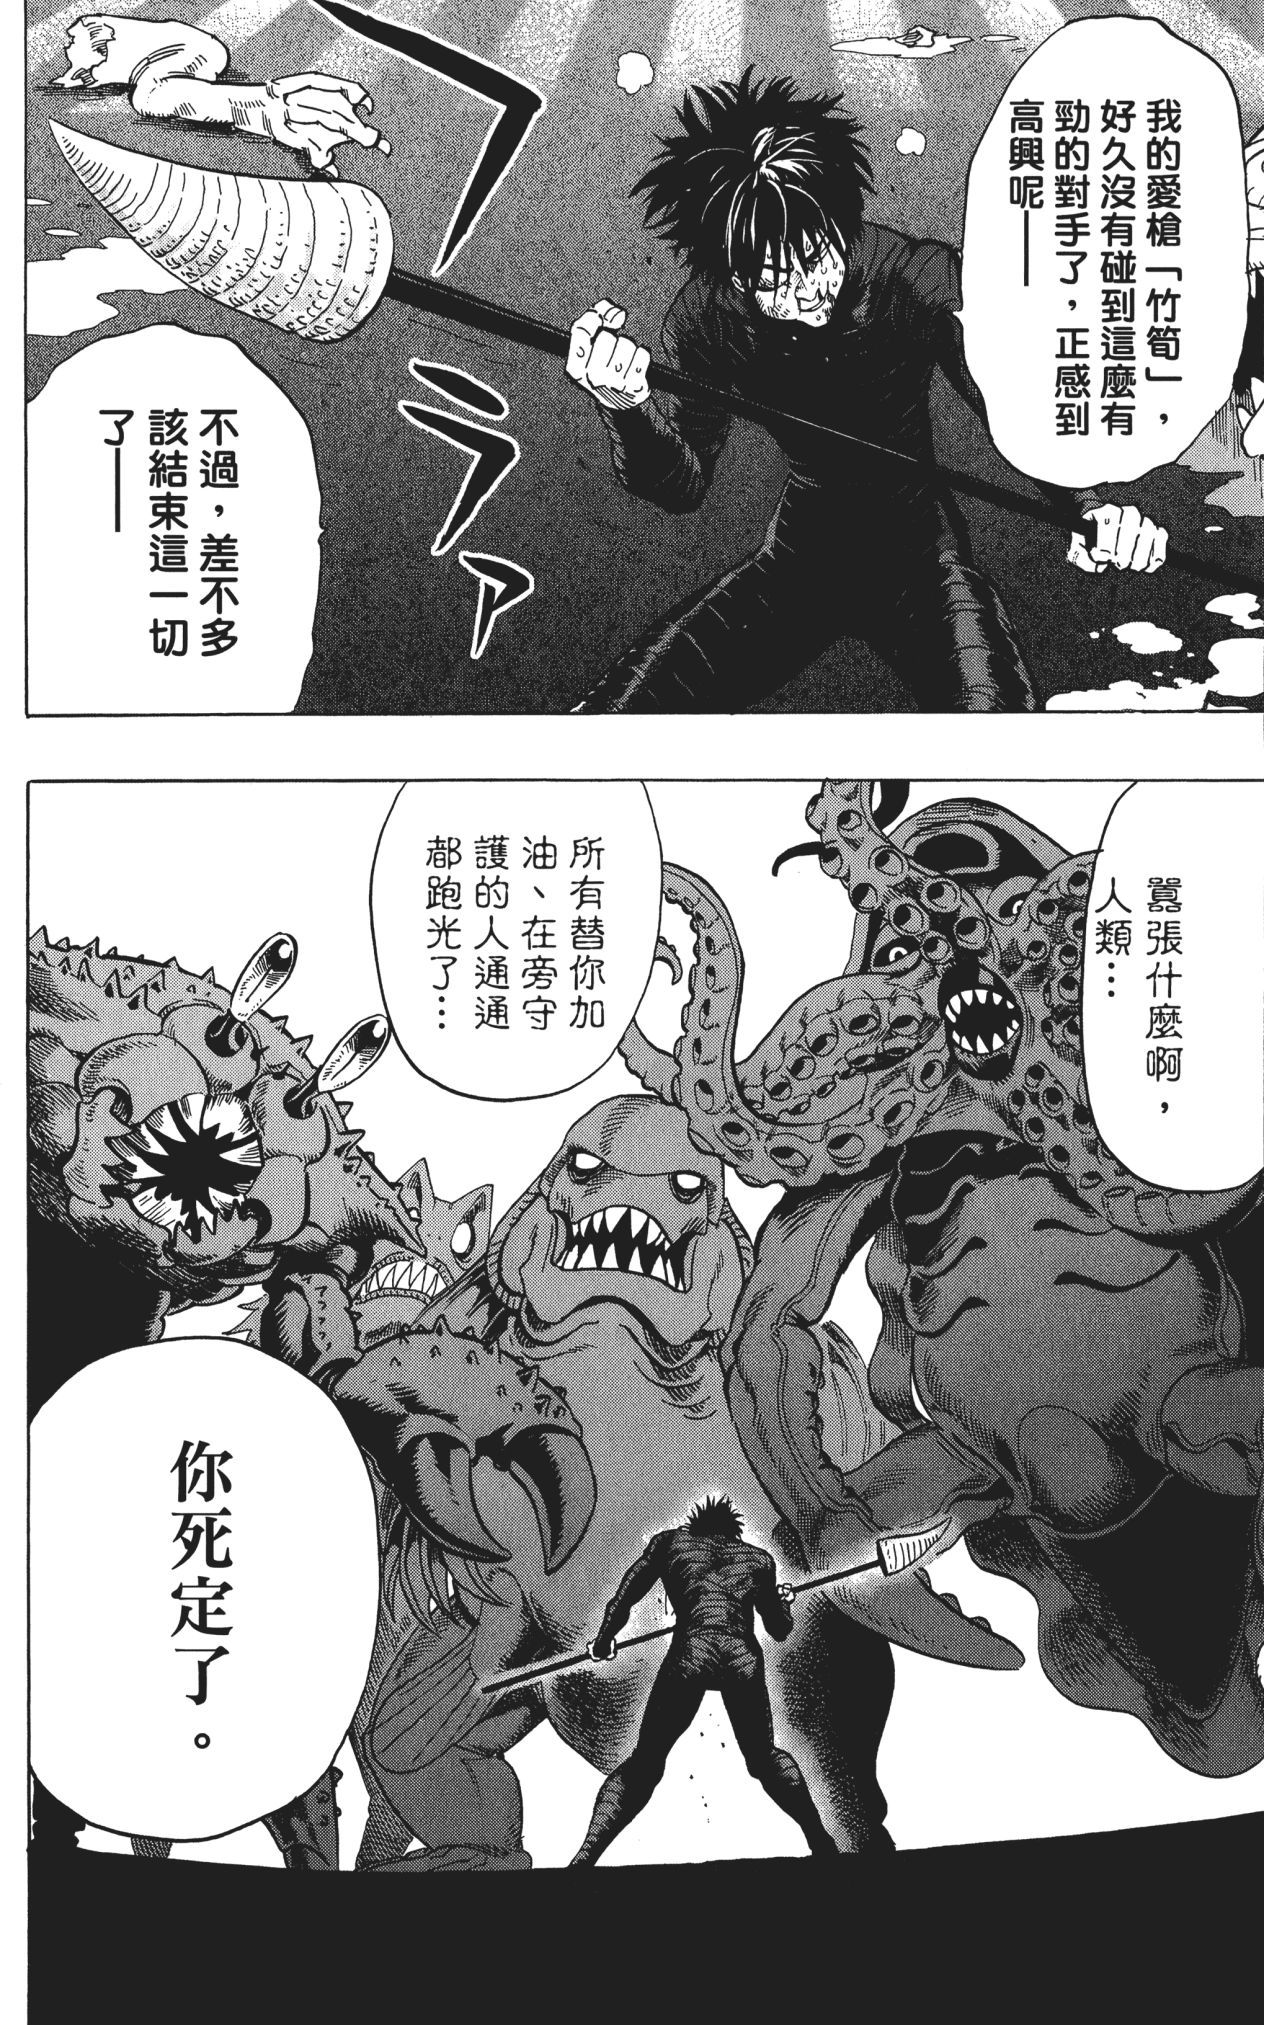 我的愛槍「竹筍」，
好久沒有碰到這麼有
勁的對手了，正感到
高興呢——
不過，差不多
該結束這一切
了——
囂張什麼啊，
人類…
所有替你加
油、在旁守
護的人通通
都跑光了…
你死定了。